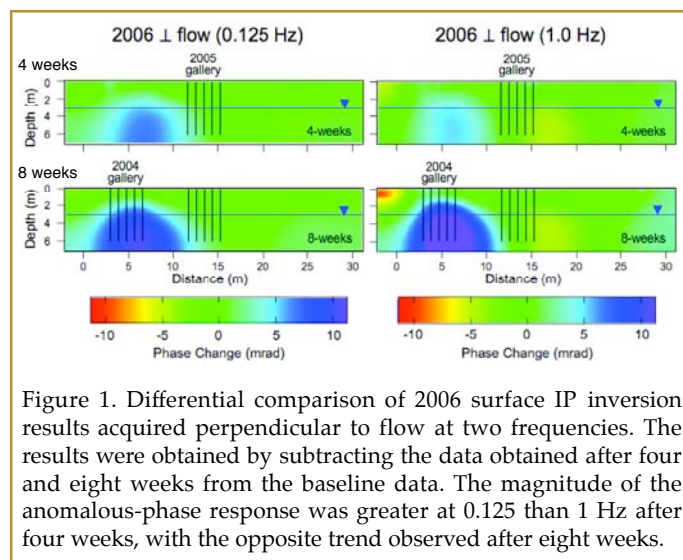 2006 ⊥ flow (0.125 Hz)
2006 ⊥ flow (1.0 Hz)
4 weeks
2005
gallery
2005
gallery
0
2
4
6
Depth (m)
4-weeks
4-weeks
8 weeks
2004
gallery
2004
gallery
0
2
4
6
Depth (m)
8-weeks
8-weeks
0 5 10 15 20 25 30
0 5 10 15 20 25 30
Distance (m)
Distance (m)
-10 -5 0 5 10
-10 -5 0 5 10
Phase Change (mrad)
Phase Change (mrad)
Figure 1. Differential comparison of 2006 surface IP inversion
results acquired perpendicular to flow at two frequencies. The
results were obtained by subtracting the data obtained after four
and eight weeks from the baseline data. The magnitude of the
anomalous-phase response was greater at 0.125 than 1 Hz after
four weeks, with the opposite trend observed after eight weeks.